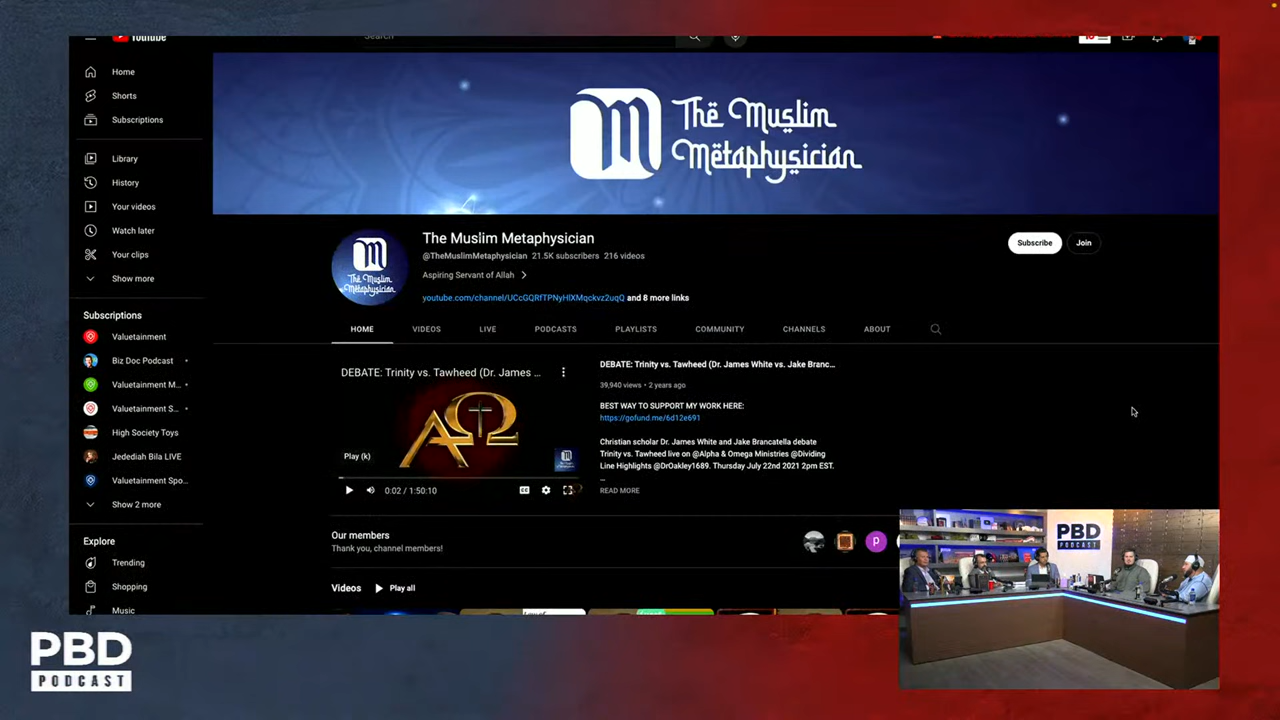 YouTube
Search
Home
Shorts
Subscriptions
Library
History
Your videos
Watch later
Your clips
Show more
Subscriptions
Valuetainment
Biz Doc Podcast
Valuetainment M...
Valuetainment S...
High Society Toys
Jedediah Bila LIVE
Valuetainment Spo...
Show 2 more
Explore
Trending
Shopping
Music
The Muslim
Metaphysician
The Muslim
Metaphysician
The Muslim Metaphysician
@TheMuslimMetaphysician 21.5K subscribers 216 videos
Aspiring Servant of Allah
youtube.com/channel/UCcGQRfTPNyHlXMqckvz2uqQ and 8 more links
Subscribe
Join
HOME
VIDEOS
LIVE
PODCASTS
PLAYLISTS
COMMUNITY
CHANNELS
ABOUT
DEBATE: Trinity vs. Tawheed (Dr. James ...
ΑΩ
Play (k)
0:02 / 1:50:10
DEBATE: Trinity vs. Tawheed (Dr. James White vs. Jake Branc...
39,940 views • 2 years ago
BEST WAY TO SUPPORT MY WORK HERE:
https://gofund.me/6d12e691
Christian scholar Dr. James White and Jake Brancatella debate
Trinity vs. Tawheed live on @Alpha & Omega Ministries @Dividing
Line Highlights @DrOakley1689. Thursday July 22nd 2021 2pm EST.
...
READ MORE
Our members
Thank you, channel members!
p
Videos
Play all
PBD
PODCAST
PBD
PODCAST